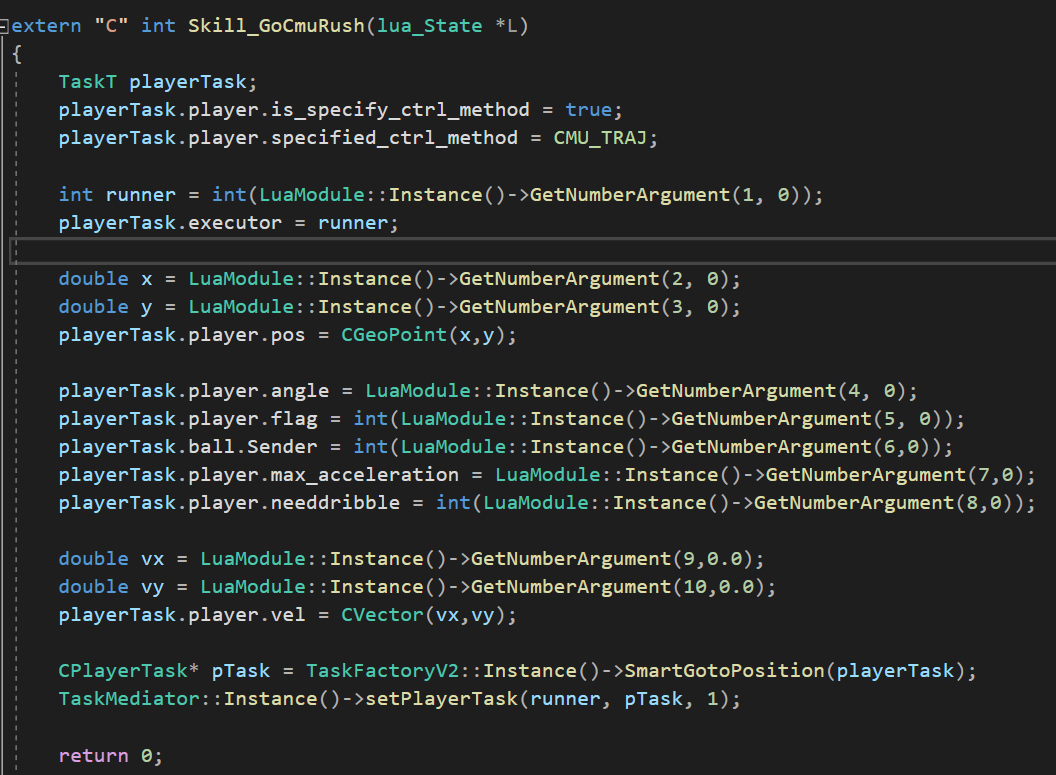 extern "C" int Skill_GoCmuRush(lua_State *L)
{
    TaskT playerTask;
    playerTask.player.is_specify_ctrl_method = true;
    playerTask.player.specified_ctrl_method = CMU_TRAJ;

    int runner = int(LuaModule::Instance()->GetNumberArgument(1, 0));
    playerTask.executor = runner;

    double x = LuaModule::Instance()->GetNumberArgument(2, 0);
    double y = LuaModule::Instance()->GetNumberArgument(3, 0);
    playerTask.player.pos = CGeoPoint(x,y);

    playerTask.player.angle = LuaModule::Instance()->GetNumberArgument(4, 0);
    playerTask.player.flag = int(LuaModule::Instance()->GetNumberArgument(5, 0));
    playerTask.ball.Sender = int(LuaModule::Instance()->GetNumberArgument(6,0));
    playerTask.player.max_acceleration = LuaModule::Instance()->GetNumberArgument(7,0);
    playerTask.player.needdribble = int(LuaModule::Instance()->GetNumberArgument(8,0));

    double vx = LuaModule::Instance()->GetNumberArgument(9,0.0);
    double vy = LuaModule::Instance()->GetNumberArgument(10,0.0);
    playerTask.player.vel = CVector(vx,vy);

    CPlayerTask* pTask = TaskFactoryV2::Instance()->SmartGotoPosition(playerTask);
    TaskMediator::Instance()->setPlayerTask(runner, pTask, 1);

    return 0;